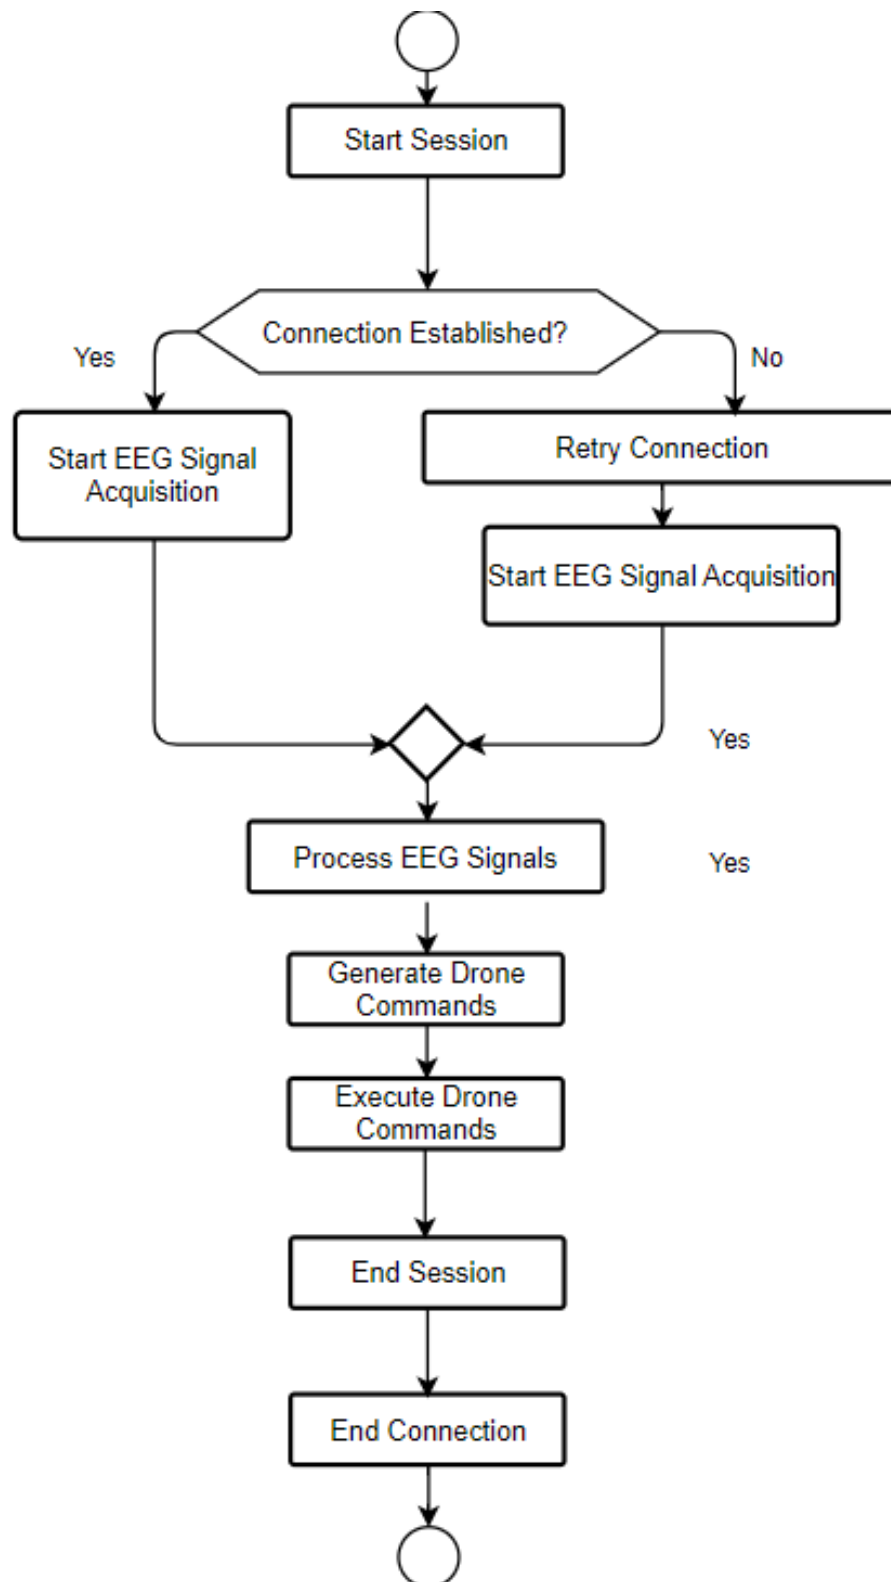 Start Session
Connection Established?
Yes
No
Start EEG Signal
Acquisition
Retry Connection
Start EEG Signal Acquisition
Yes
Process EEG Signals
Yes
Generate Drone
Commands
Execute Drone
Commands
End Session
End Connection